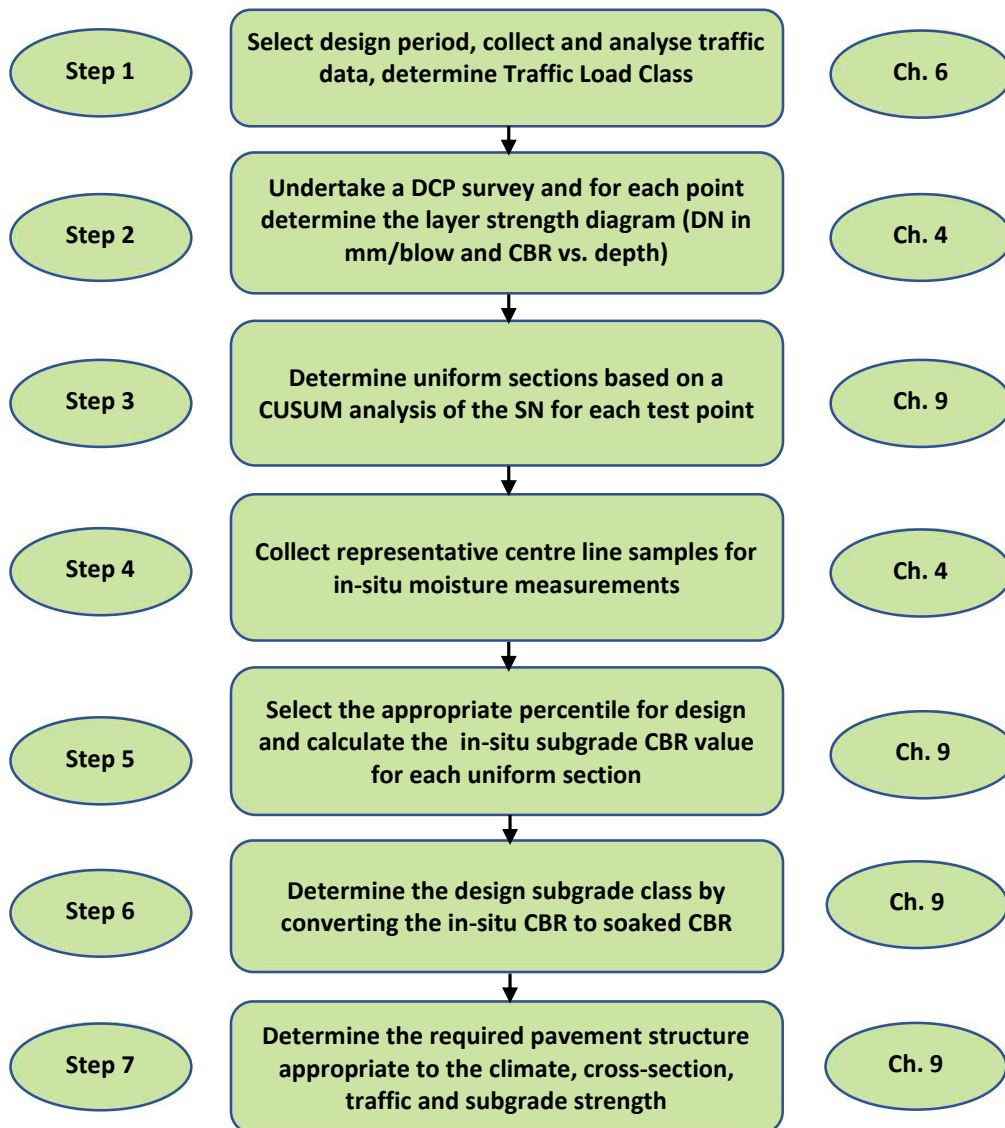 Step 1
Select design period, collect and analyse traffic
data, determine Traffic Load Class
Ch. 6
Step 2
Undertake a DCP survey and for each point
determine the layer strength diagram (DN in
mm/blow and CBR vs. depth)
Ch. 4
Step 3
Determine uniform sections based on a
CUSUM analysis of the SN for each test point
Ch. 9
Step 4
Collect representative centre line samples for
in-situ moisture measurements
Ch. 4
Step 5
Select the appropriate percentile for design
and calculate the in-situ subgrade CBR value
for each uniform section
Ch. 9
Step 6
Determine the design subgrade class by
converting the in-situ CBR to soaked CBR
Ch. 9
Step 7
Determine the required pavement structure
appropriate to the climate, cross-section,
traffic and subgrade strength
Ch. 9